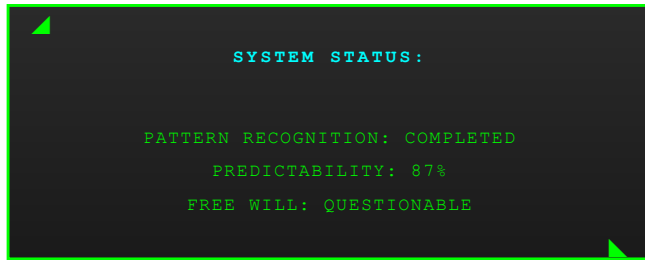 SYSTEM STATUS:
PATTERN RECOGNITION: COMPLETED
PREDICTABILITY: 87%
FREE WILL: QUESTIONABLE